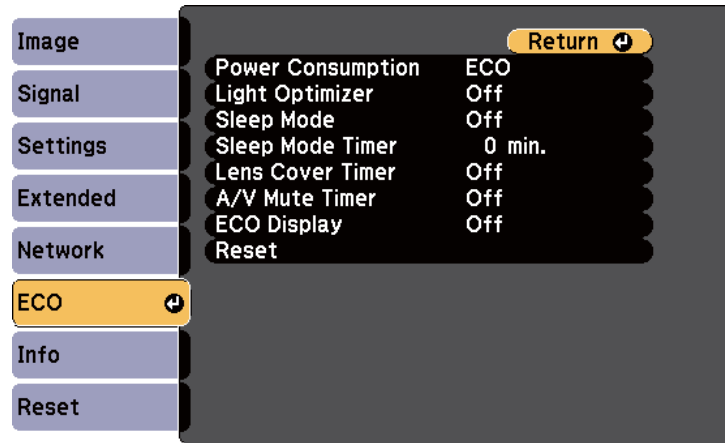 Image
Signal
Settings
Extended
Network
ECO
Info
Reset
Return
Power Consumption ECO
Light Optimizer Off
Sleep Mode Off
Sleep Mode Timer 0 min.
Lens Cover Timer Off
A/V Mute Timer Off
ECO Display Off
Reset